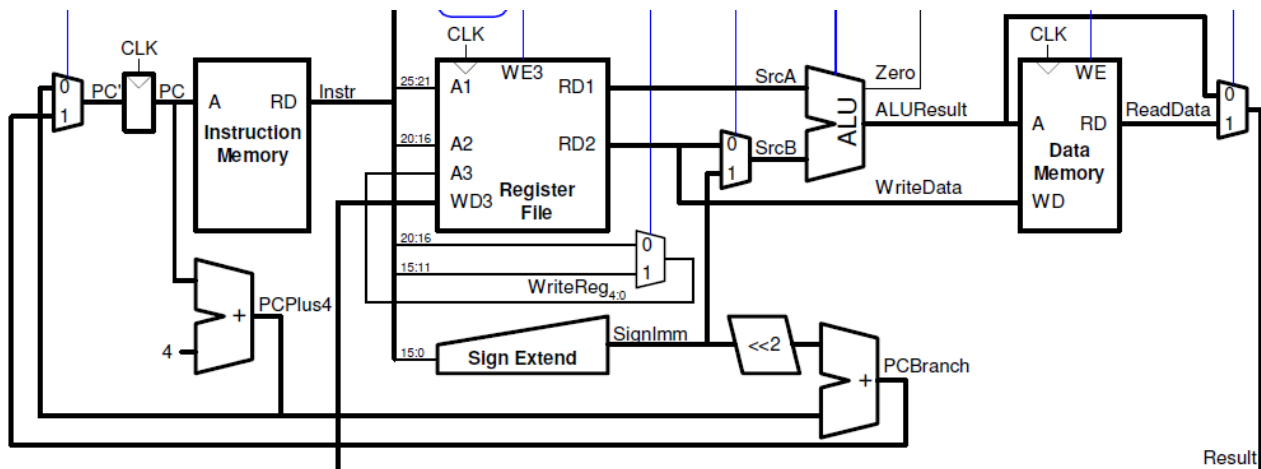 CLK
CLK
CLK
0
1
PC'
PC
A RD
Instruction
Memory
Instr
25:21
20:16
A1
A2
A3
WD3
WE3
RD1
RD2
Register
File
20:16
15:11
0
1
WriteReg4:0
15:0
Sign Extend
SignImm
0
1
SrcA
SrcB
ALU
Zero
ALUResult
WriteData
WE
A RD
Data
Memory
WD
ReadData
0
1
4
+
PCPlus4
<<2
+
PCBranch
Result